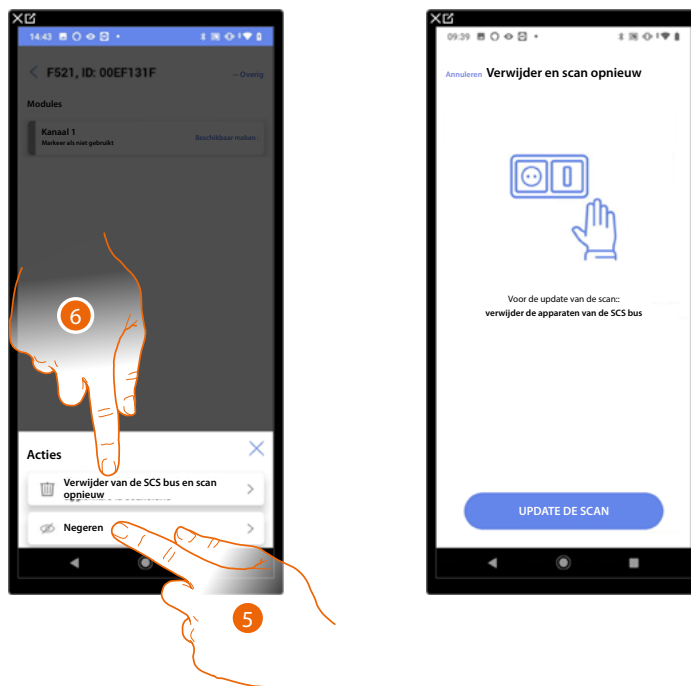 14:43
F521, ID: 00EF131F
-- Overig
Modules
Kanaal 1
Markeer als niet gebruikt
Beschikbaar maken
6
Acties
Verwijder van de SCS bus en scan
opnieuw
Negeren
5
09:39
Annuleren Verwijder en scan opnieuw
Voor de update van de scan::
verwijder de apparaten van de SCS bus
UPDATE DE SCAN